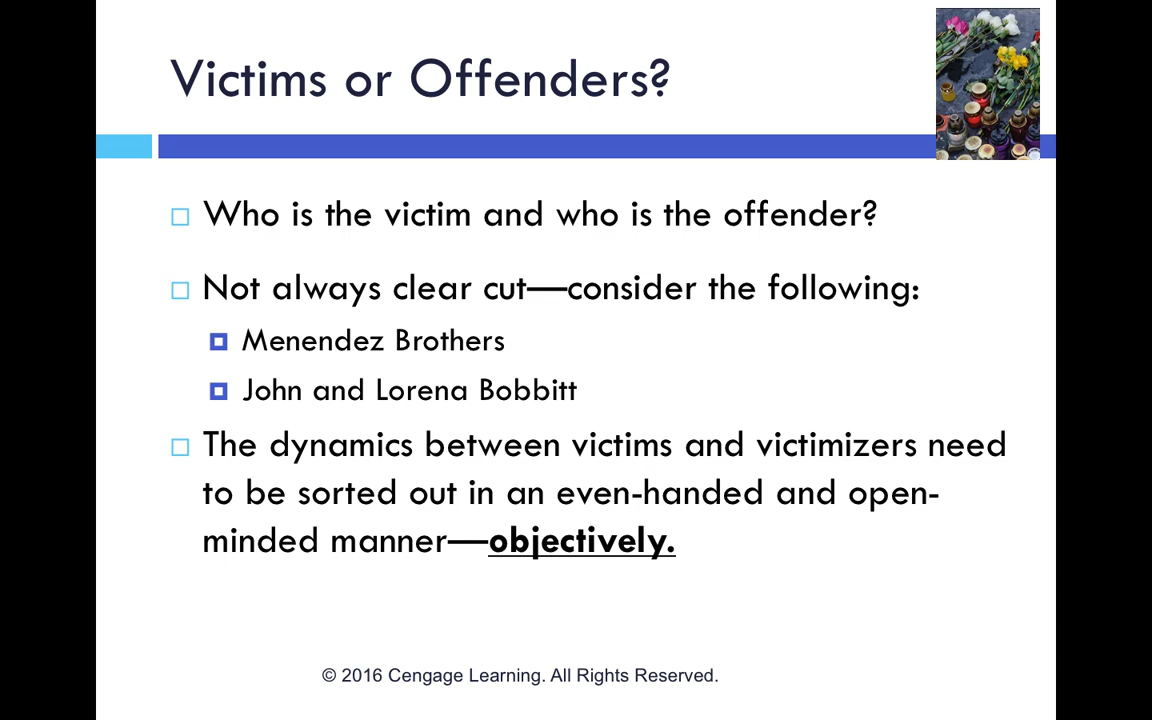 Victims or Offenders?
Who is the victim and who is the offender?
Not always clear cut—consider the following:
Menendez Brothers
John and Lorena Bobbitt
The dynamics between victims and victimizers need
to be sorted out in an even-handed and open-
minded manner—objectively.
© 2016 Cengage Learning. All Rights Reserved.